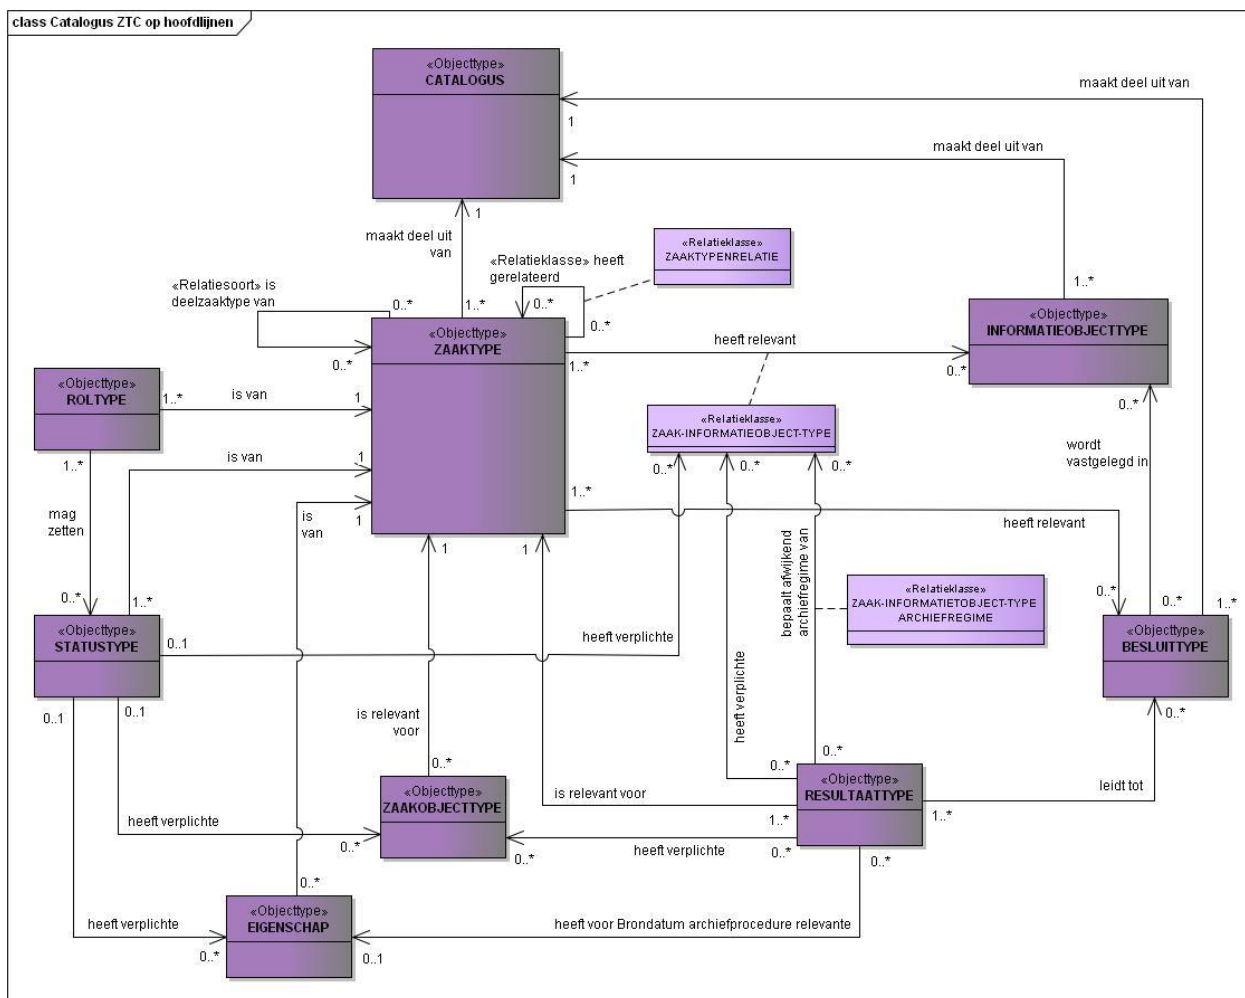 class Catalogus ZTC op hoofdlijnen
«Objecttype»
CATALOGUS
maakt deel uit van
1
maakt deel uit van
1
1
maakt deel uit
van
«Relatieklasse»
ZAAKTYPENRELATIE
«Relatieklasse» heeft
gerelateerd
«Relatiesoort» is
deelzaaktype van
0..*
1..*
0..*
0..*
0..*
1..*
«Objecttype»
ZAAKTYPE
«Objecttype»
INFORMATIEOBJECTTYPE
heeft relevant
1..*
0..*
«Objecttype»
ROLTYPE
1..*
is van
1
0..*
«Relatieklasse»
ZAAK-INFORMATIEOBJECT-TYPE
wordt
vastgelegd in
1..*
is van
1
0..*
0..*
0..*
mag
zetten
is
van
1
1..*
heeft relevant
1
1
bepaalt afwijkend
archiefregime van
«Relatieklasse»
ZAAK-INFORMATIETOBJECT-TYPE
ARCHIEFREGIME
0..*
1..*
0..*
0..*
1..*
«Objecttype»
STATUSTYPE
0..1
heeft verplichte
«Objecttype»
BESLUITTYPE
0..1
0..1
is relevant
voor
heeft verplichte
0..*
0..*
0..*
0..*
«Objecttype»
ZAAKOBJECTTYPE
is relevant voor
«Objecttype»
RESULTAATTYPE
leidt tot
1..*
1..*
heeft verplichte
0..*
heeft verplichte
0..*
0..*
0..*
0..*
«Objecttype»
EIGENSCHAP
heeft verplichte
0..*
heeft voor Brondatum archiefprocedure relevante
0..1